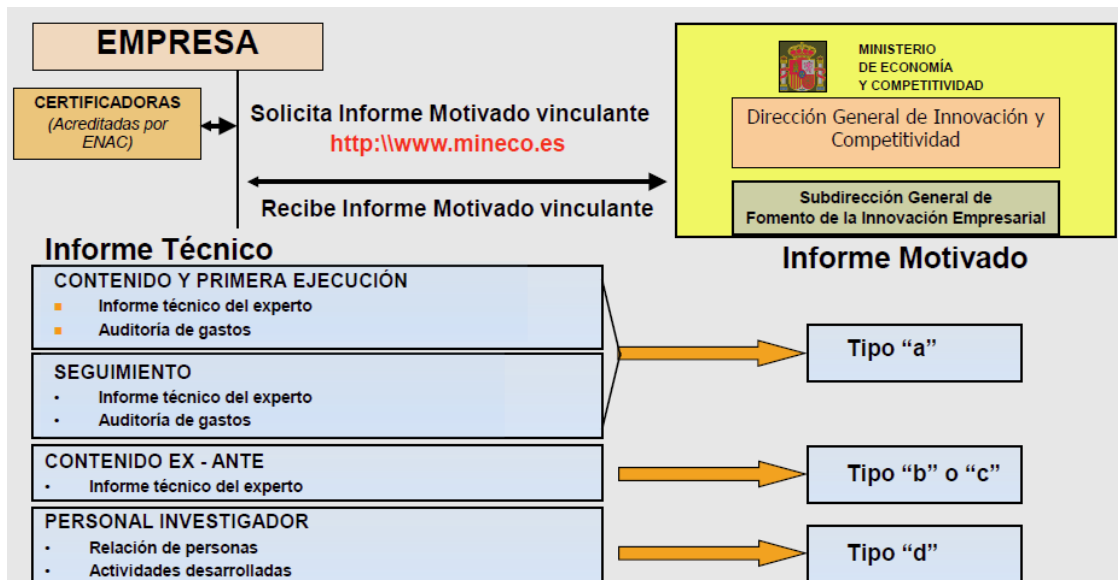 EMPRESA
CERTIFICADORAS
(Acreditadas por
ENAC)
Solicita Informe Motivado vinculante
http:\\www.mineco.es
Recibe Informe Motivado vinculante
MINISTERIO
DE ECONOMÍA
Y COMPETITIVIDAD
Dirección General de Innovación y
Competitividad
Subdirección General de
Fomento de la Innovación Empresarial
Informe Técnico
Informe Motivado
CONTENIDO Y PRIMERA EJECUCIÓN
Informe técnico del experto
Auditoría de gastos
SEGUIMIENTO
• Informe técnico del experto
• Auditoría de gastos
Tipo “a”
CONTENIDO EX - ANTE
• Informe técnico del experto
Tipo “b” o “c”
PERSONAL INVESTIGADOR
• Relación de personas
• Actividades desarrolladas
Tipo “d”